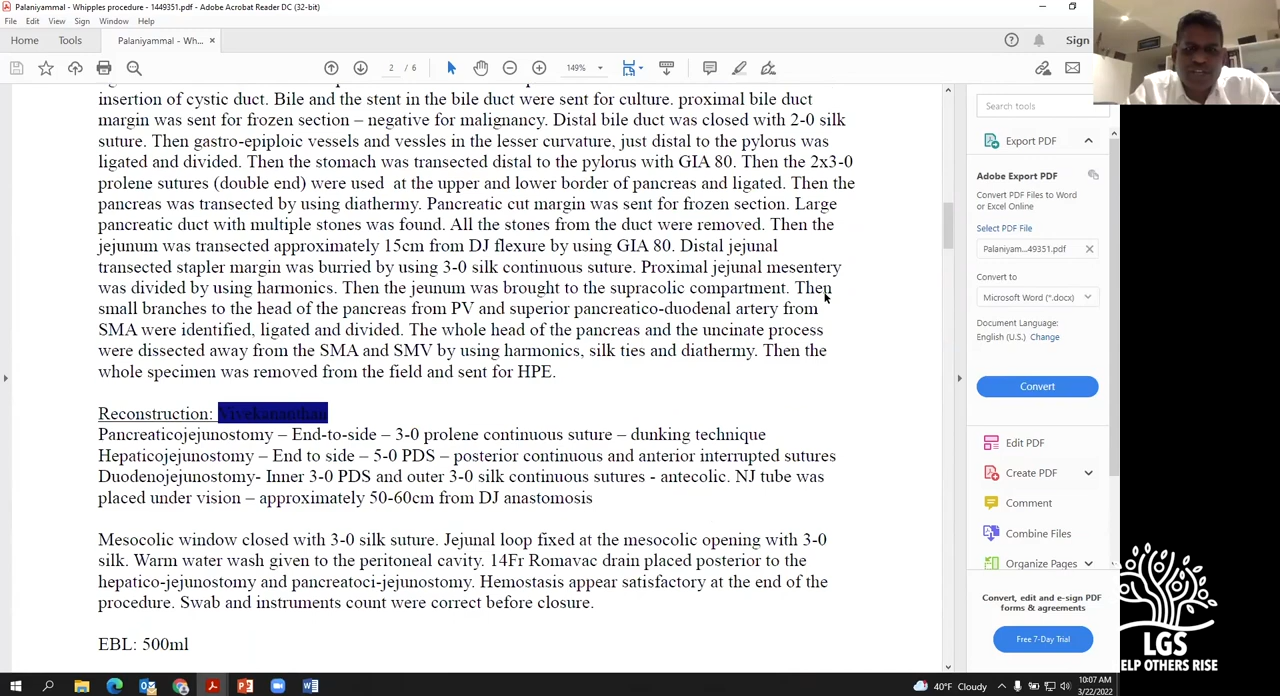 Palaniyammal - Whipples procedure - 1449351.pdf - Adobe Acrobat Reader DC (32-bit)
File Edit View Sign Window Help
Home Tools Palaniyammal - Wh... × Sign
2 / 6 149%
insertion of cystic duct. Bile and the stent in the bile duct were sent for culture. proximal bile duct
margin was sent for frozen section – negative for malignancy. Distal bile duct was closed with 2-0 silk
suture. Then gastro-epiploic vessels and vessles in the lesser curvature, just distal to the pylorus was
ligated and divided. Then the stomach was transected distal to the pylorus with GIA 80. Then the 2x3-0
prolene sutures (double end) were used at the upper and lower border of pancreas and ligated. Then the
pancreas was transected by using diathermy. Pancreatic cut margin was sent for frozen section. Large
pancreatic duct with multiple stones was found. All the stones from the duct were removed. Then the
jejunum was transected approximately 15cm from DJ flexure by using GIA 80. Distal jejunal
transected stapler margin was burried by using 3-0 silk continuous suture. Proximal jejunal mesentery
was divided by using harmonics. Then the jeunum was brought to the supracolic compartment. Then
small branches to the head of the pancreas from PV and superior pancreatico-duodenal artery from
SMA were identified, ligated and divided. The whole head of the pancreas and the uncinate process
were dissected away from the SMA and SMV by using harmonics, silk ties and diathermy. Then the
whole specimen was removed from the field and sent for HPE.
Reconstruction: Vivekananthan
Pancreaticojejunostomy – End-to-side – 3-0 prolene continuous suture – dunking technique
Hepaticojejunostomy – End to side – 5-0 PDS – posterior continuous and anterior interrupted sutures
Duodenojejunostomy- Inner 3-0 PDS and outer 3-0 silk continuous sutures - antecolic. NJ tube was
placed under vision – approximately 50-60cm from DJ anastomosis
Mesocolic window closed with 3-0 silk suture. Jejunal loop fixed at the mesocolic opening with 3-0
silk. Warm water wash given to the peritoneal cavity. 14Fr Romavac drain placed posterior to the
hepatico-jejunostomy and pancreatoci-jejunostomy. Hemostasis appear satisfactory at the end of the
procedure. Swab and instruments count were correct before closure.
EBL: 500ml
Search tools
Export PDF
Adobe Export PDF
Convert PDF Files to Word
or Excel Online
Select PDF File
Palaniyam...49351.pdf
Convert to
Microsoft Word (*.docx)
Document Language:
English (U.S.) Change
Convert
Edit PDF
Create PDF
Comment
Combine Files
Organize Pages
Convert, edit and e-sign PDF
forms & agreements
Free 7-Day Trial
LGS
HELP OTHERS RISE
40°F Cloudy
10:07 AM
3/22/2022